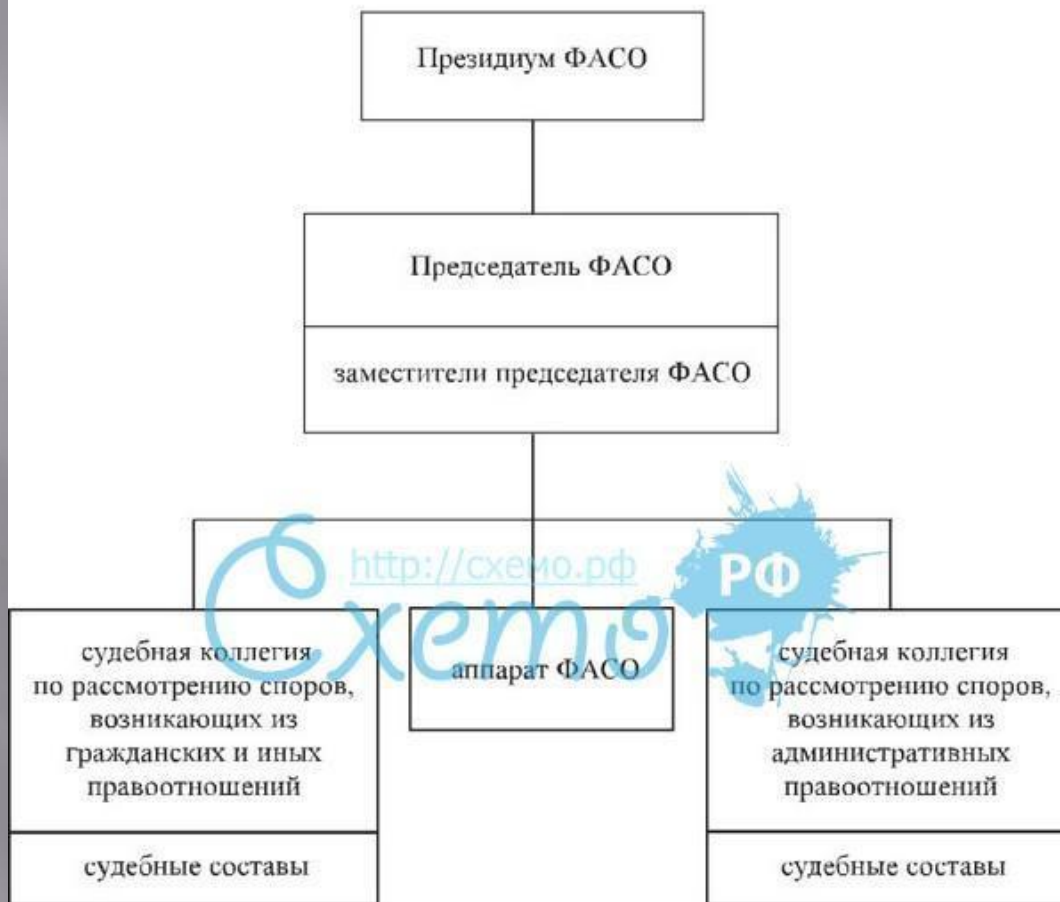 Президиум ФАСО
Председатель ФАСО
заместители председателя ФАСО
http://схемо.рф
Схемо
РФ
судебная коллегия
по рассмотрению споров,
возникающих из
гражданских и иных
правоотношений
судебные составы
аппарат ФАСО
судебная коллегия
по рассмотрению споров,
возникающих из
административных
правоотношений
судебные составы